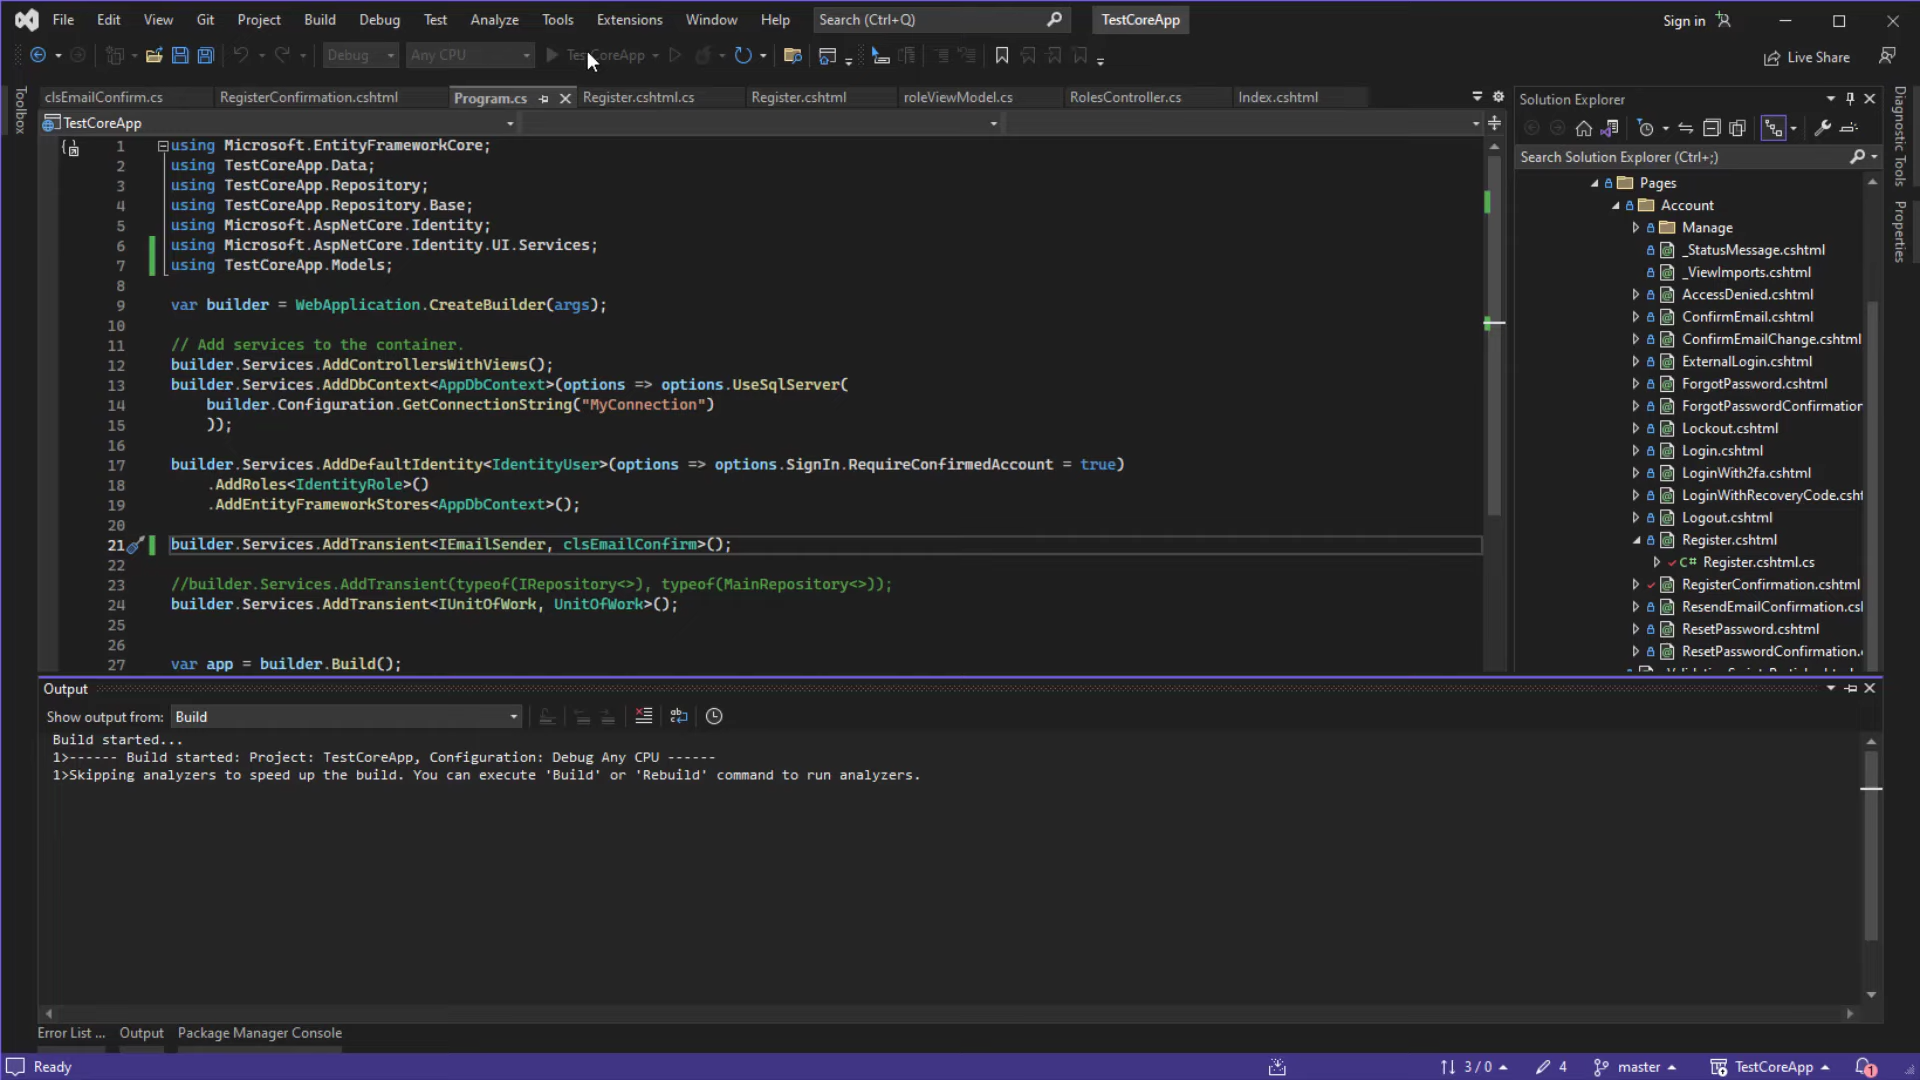 File Edit View Git Project Build Debug Test Analyze Tools Extensions Window Help Search (Ctrl+Q) TestCoreApp Sign in
Debug Any CPU TestCoreApp Live Share
clsEmailConfirm.cs RegisterConfirmation.cshtml Program.cs Register.cshtml.cs Register.cshtml roleViewModel.cs RolesController.cs Index.cshtml
TestCoreApp
1 using Microsoft.EntityFrameworkCore;
2 using TestCoreApp.Data;
3 using TestCoreApp.Repository;
4 using TestCoreApp.Repository.Base;
5 using Microsoft.AspNetCore.Identity;
6 using Microsoft.AspNetCore.Identity.UI.Services;
7 using TestCoreApp.Models;
8
9 var builder = WebApplication.CreateBuilder(args);
10
11 // Add services to the container.
12 builder.Services.AddControllersWithViews();
13 builder.Services.AddDbContext<AppDbContext>(options => options.UseSqlServer(
14 builder.Configuration.GetConnectionString("MyConnection")
15 ));
16
17 builder.Services.AddDefaultIdentity<IdentityUser>(options => options.SignIn.RequireConfirmedAccount = true)
18 .AddRoles<IdentityRole>()
19 .AddEntityFrameworkStores<AppDbContext>();
20
21 builder.Services.AddTransient<IEmailSender, clsEmailConfirm>();
22
23 //builder.Services.AddTransient(typeof(IRepository<>), typeof(MainRepository<>));
24 builder.Services.AddTransient<IUnitOfWork, UnitOfWork>();
25
26
27 var app = builder.Build();
Toolbox
Solution Explorer
Search Solution Explorer (Ctrl+;)
Pages
Account
Manage
_StatusMessage.cshtml
_ViewImports.cshtml
AccessDenied.cshtml
ConfirmEmail.cshtml
ConfirmEmailChange.cshtml
ExternalLogin.cshtml
ForgotPassword.cshtml
ForgotPasswordConfirmation
Lockout.cshtml
Login.cshtml
LoginWith2fa.cshtml
LoginWithRecoveryCode.csht
Logout.cshtml
Register.cshtml
C# Register.cshtml.cs
RegisterConfirmation.cshtml
ResendEmailConfirmation.csl
ResetPassword.cshtml
ResetPasswordConfirmation.
Diagnostic Tools
Properties
Output
Show output from: Build
Build started...
1>------ Build started: Project: TestCoreApp, Configuration: Debug Any CPU ------
1>Skipping analyzers to speed up the build. You can execute 'Build' or 'Rebuild' command to run analyzers.
Error List ... Output Package Manager Console
Ready 3 / 0 4 master TestCoreApp 1